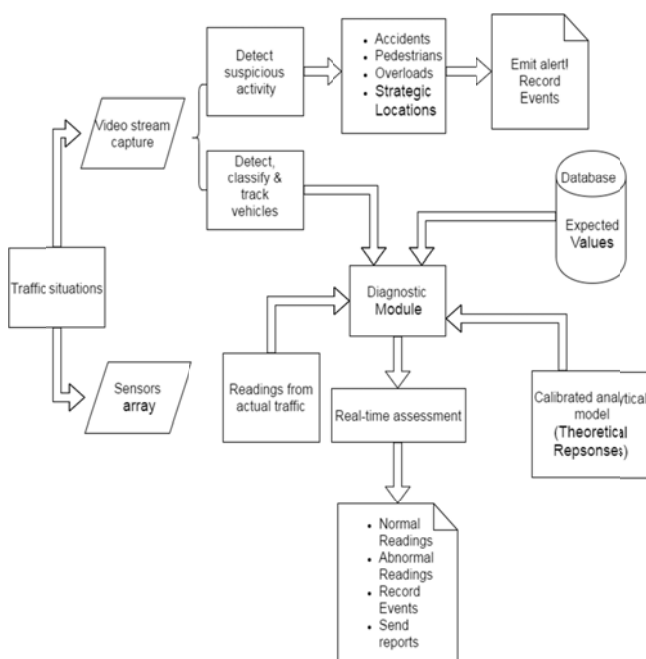 Detect
suspicious
activity
• Accidents
• Pedestrians
• Overloads
• Strategic
Locations
Emit alert/
Record
Events
Video stream
capture
Detect,
classify &
track
vehicles
Database
Expected
Values
Traffic situations
Diagnostic
Module
Sensors
array
Readings from
actual traffic
Real-time assessment
Calibrated analytical
model
(Theoretical
Repsonses)
• Normal
Readings
• Abnormal
Readings
• Record
Events
• Send
reports